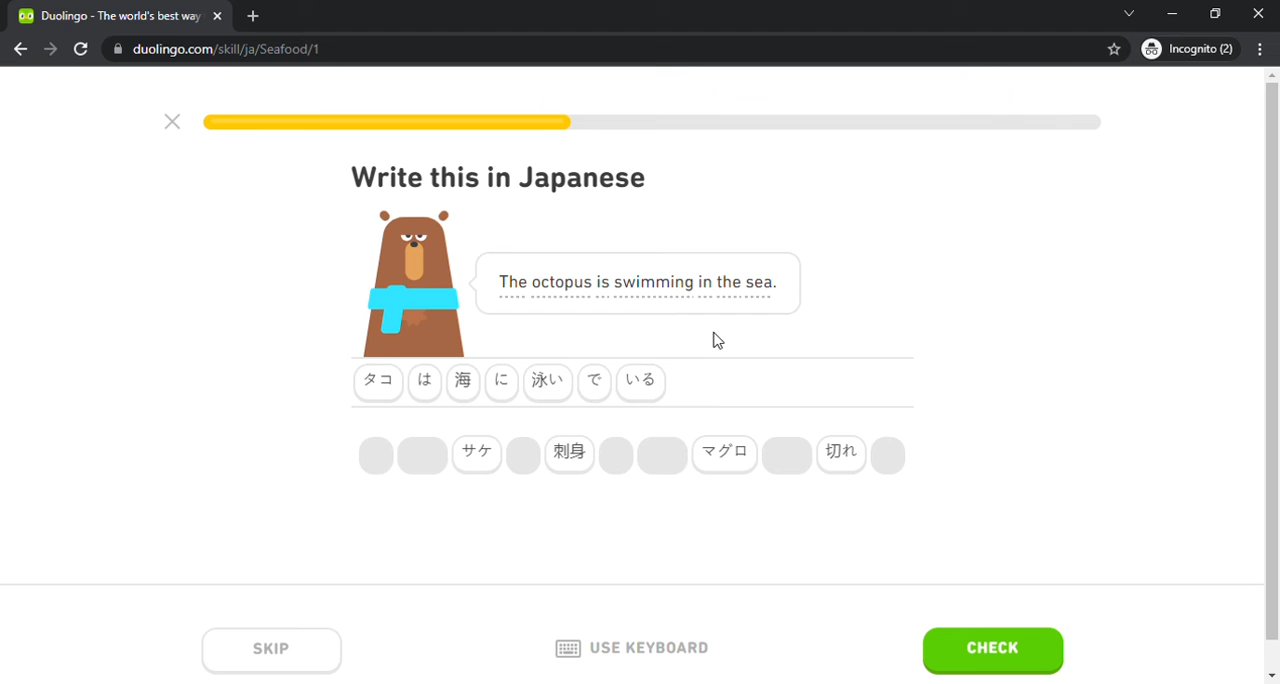 Duolingo - The world's best way
duolingo.com/skill/ja/Seafood/1
Incognito (2)
Write this in Japanese
The octopus is swimming in the sea.
タコ は 海 に 泳い で いる
サケ 刺身 マグロ 切れ
SKIP USE KEYBOARD CHECK